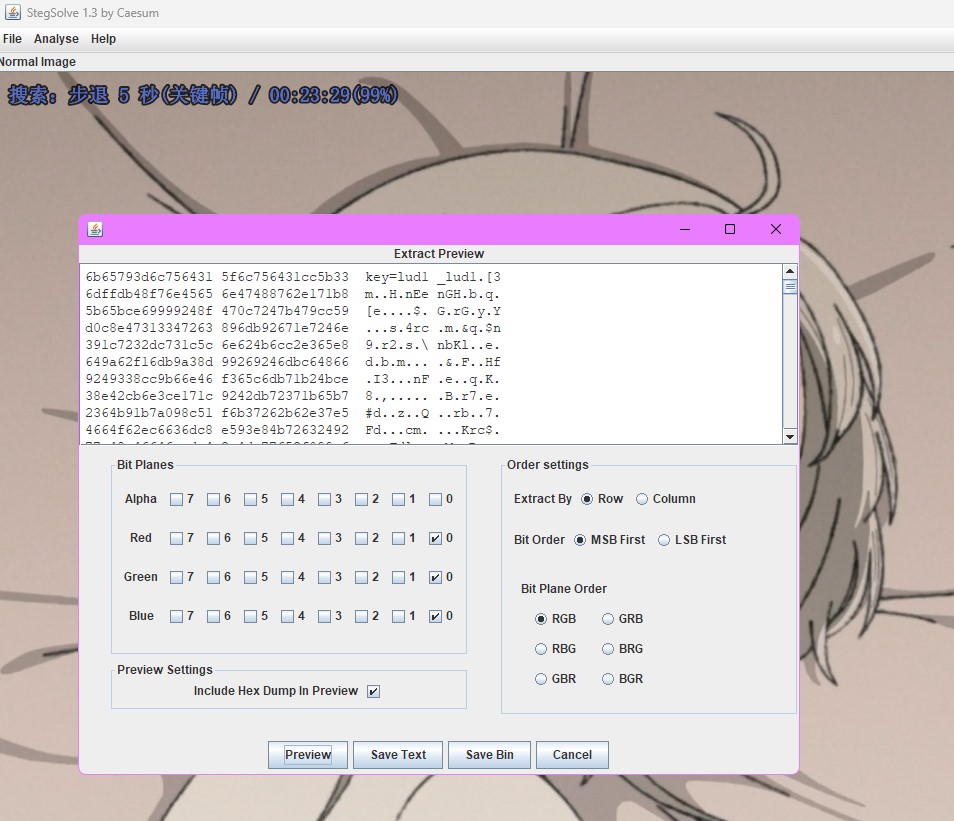 StegSolve 1.3 by Caesum
File Analyse Help
Normal Image
搜索: 步退 5 秒(关键帧) / 00:23:29(99%)
Extract Preview
6b65793d6c756431 5f6c756431cc5b33 key=lud1 _lud1.[3
6dffdb48f76e4565 6e47488762e171b8 m..H.nEe nGH.b.q.
5b65bce69999248f 470c7247b479cc59 [e....$. G.rG.y.Y
d0c8e47313347263 896db92671e7246e ...s.4rc .m.&q.$n
391c7232dc731c5c 6e624b6cc2e365e8 9.r2.s.\ nbKl..e.
649a62f16db9a38d 99269246dbc64866 d.b.m... .&.F..Hf
9249338cc9b66e46 f365c6db71b24bce .I3...nF .e..q.K.
38e42cb6e3ce171c 9242db72371b65b7 8.,..... .B.r7.e.
2364b91b7a098c51 f6b37262b62e37e5 #d..z..Q ..rb..7.
4664f62ec6636dc8 e593e84b72632492 Fd...cm. ...Krc$.
Bit Planes
Alpha 7 6 5 4 3 2 1 0
Red 7 6 5 4 3 2 1 0
Green 7 6 5 4 3 2 1 0
Blue 7 6 5 4 3 2 1 0
Preview Settings
Include Hex Dump In Preview
Order settings
Extract By Row Column
Bit Order MSB First LSB First
Bit Plane Order
RGB GRB
RBG BRG
GBR BGR
Preview Save Text Save Bin Cancel